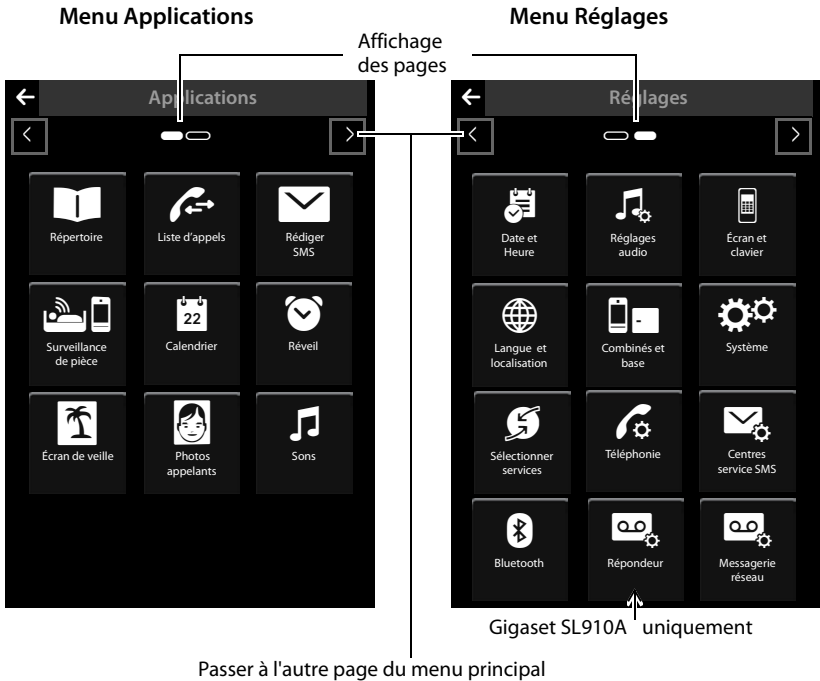 Menu Applications
Menu Réglages
Affichage
des pages
Applications
Répertoire
Liste d'appels
Rédiger
SMS
Surveillance
de pièce
22
Calendrier
Réveil
Écran de veille
Photos
appelants
Sons
Réglages
Date et
Heure
Réglages
audio
Écran et
clavier
Langue et
localisation
Combinés et
base
Système
Sélectionner
services
Téléphonie
Centres
service SMS
Bluetooth
Répondeur
Messagerie
réseau
Gigaset SL910A uniquement
Passer à l'autre page du menu principal